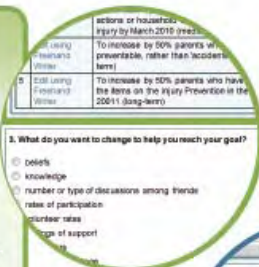 actions or household
injury by March 2010
Edit using
Freehand
Writer
To increase by 50% parents
preventable, rather than 'accidents
term)
5
Edit using
Freehand
Writer
To increase by 50% parents who have
the items on the Injury Prevention in the
20011 (long-term)
3. What do you want to change to help you reach your goal?
beliefs
knowledge
number or type of discussions among friends
rates of participation
volunteer rates
of support